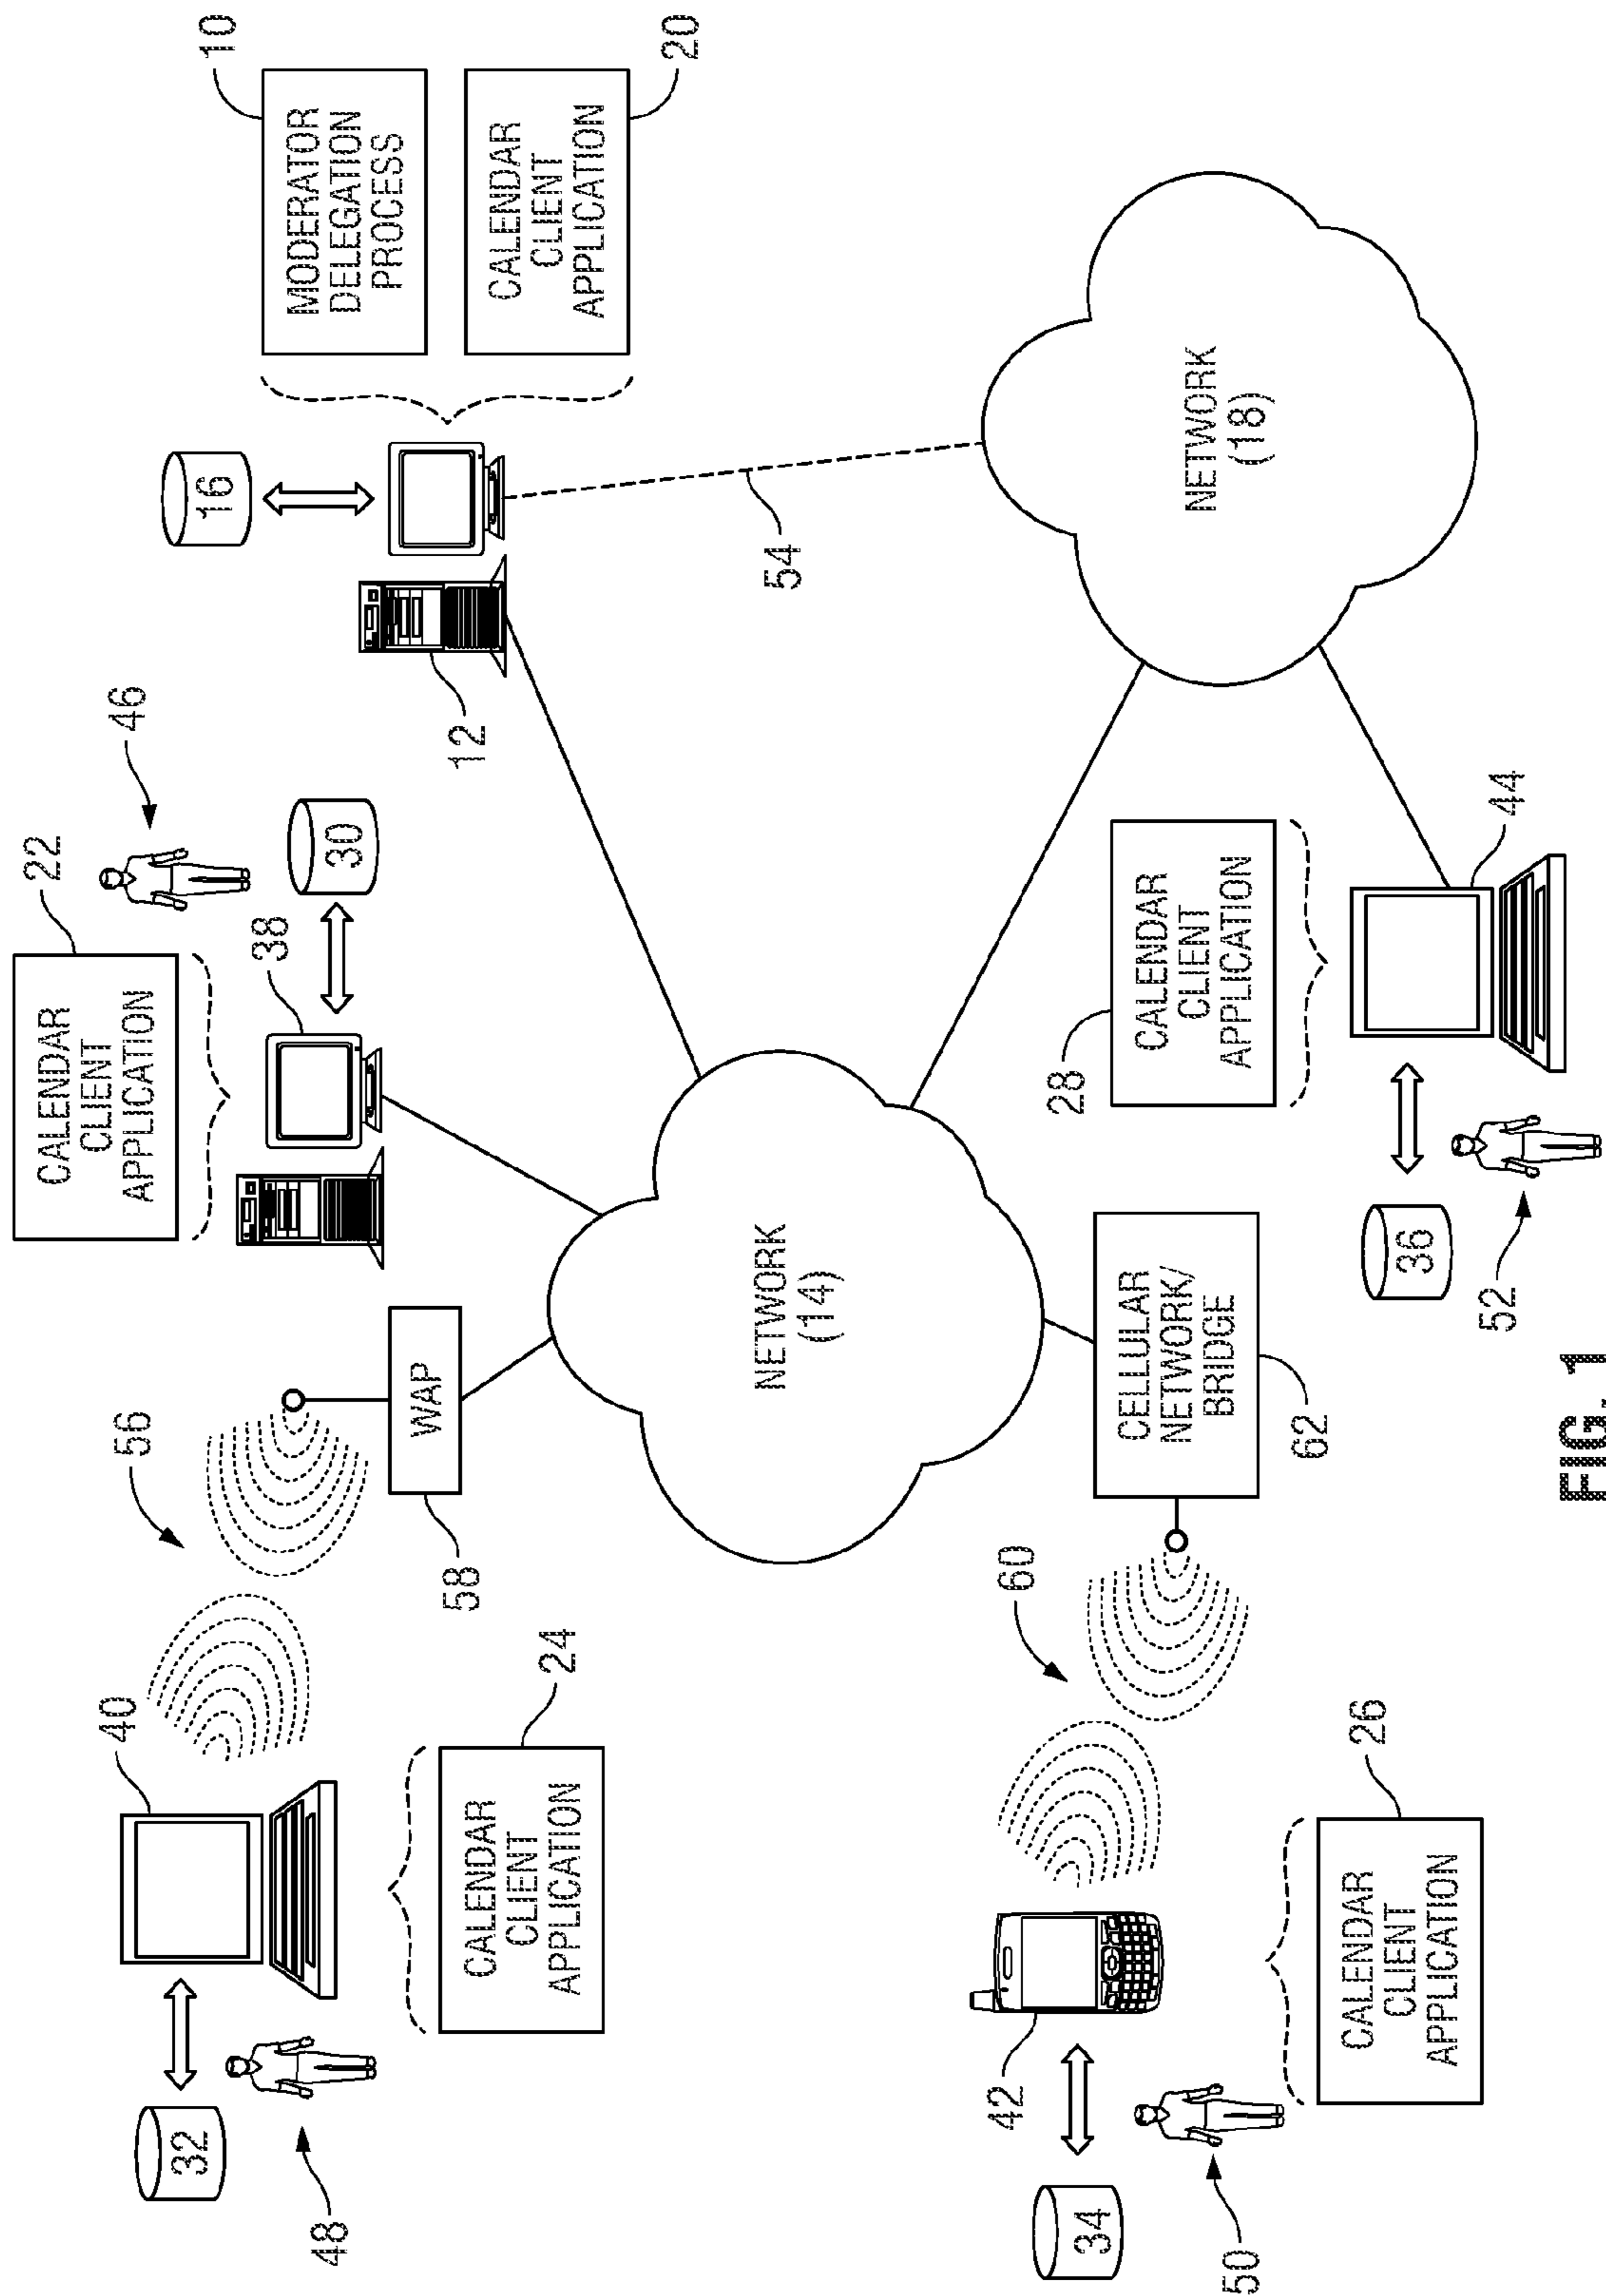 48
32
40
CALENDAR
CLIENT
APPLICATION
24
56
WAP
58
CALENDAR
CLIENT
APPLICATION
22
38
30
46
12
16
MODERATOR
DELEGATION
PROCESS
10
CALENDAR
CLIENT
APPLICATION
20
54
NETWORK
(14)
NETWORK
(18)
50
34
42
CALENDAR
CLIENT
APPLICATION
26
60
CELLULAR
NETWORK/
BRIDGE
62
28
CALENDAR
CLIENT
APPLICATION
44
36
52
FIG. 1